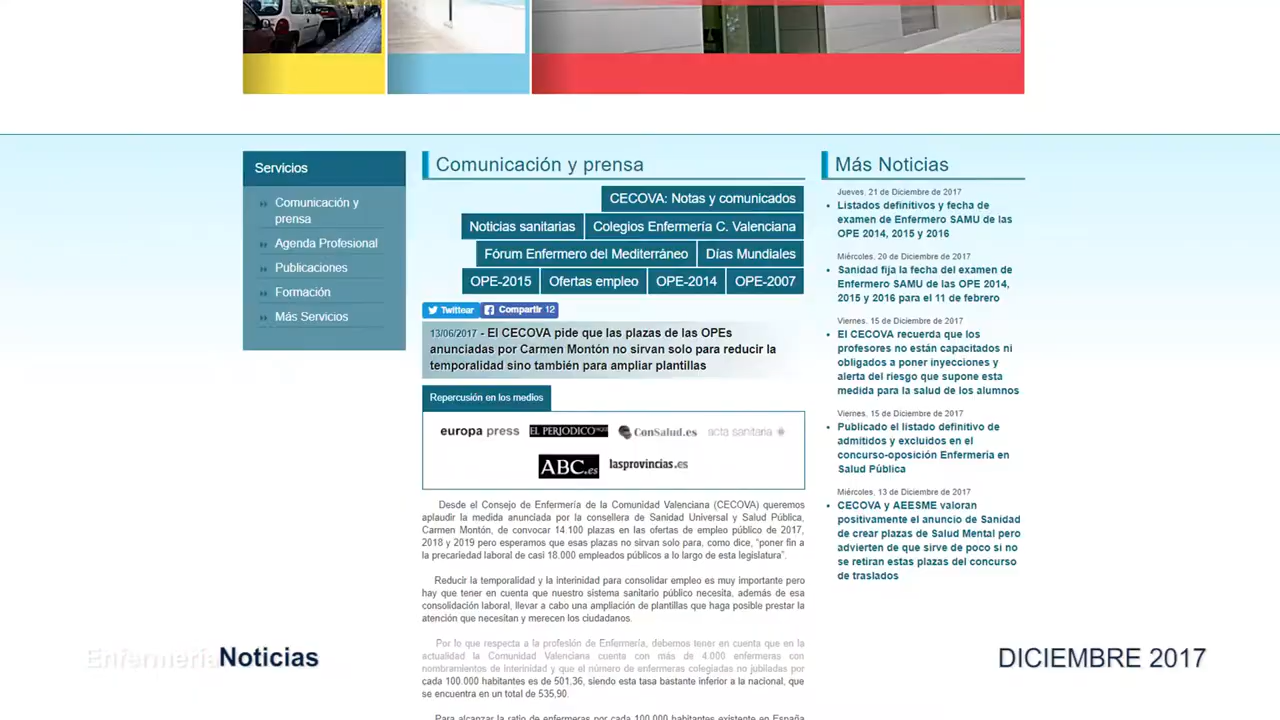 Servicios
Comunicación y
prensa
Agenda Profesional
Publicaciones
Formación
Más Servicios
Comunicación y prensa
CECOVA: Notas y comunicados
Noticias sanitarias
Colegios Enfermería C. Valenciana
Fórum Enfermero del Mediterráneo
Días Mundiales
OPE-2015
Ofertas empleo
OPE-2014
OPE-2007
Twittear
Compartir 12
13/06/2017 - El CECOVA pide que las plazas de las OPEs
anunciadas por Carmen Montón no sirvan solo para reducir la
temporalidad sino también para ampliar plantillas
Repercusión en los medios
europa press
EL PERIODICO
ConSalud.es
acta sanitaria
ABC.es
lasprovincias.es
Desde el Consejo de Enfermería de la Comunidad Valenciana (CECOVA) queremos
aplaudir la medida anunciada por la consellera de Sanidad Universal y Salud Pública,
Carmen Montón, de convocar 14.100 plazas en las ofertas de empleo público de 2017,
2018 y 2019 pero esperamos que esas plazas no sirvan solo para, como dice, “poner fin a
la precariedad laboral de casi 18.000 empleados públicos a lo largo de esta legislatura”.
Reducir la temporalidad y la interinidad para consolidar empleo es muy importante pero
hay que tener en cuenta que nuestro sistema sanitario público necesita, además de esa
consolidación laboral, llevar a cabo una ampliación de plantillas que haga posible prestar la
atención que necesitan y merecen los ciudadanos.
Por lo que respecta a la profesión de Enfermería, debemos tener en cuenta que en la
actualidad la Comunidad Valenciana cuenta con más de 4.000 enfermeras con
nombramientos de interinidad y que el número de enfermeras colegiadas no jubiladas por
cada 100.000 habitantes es de 501,36, siendo esta tasa bastante inferior a la nacional, que
se encuentra en un total de 535,90.
Para alcanzar la ratio de enfermeras por cada 100.000 habitantes existente en España
Más Noticias
Jueves, 21 de Diciembre de 2017
Listados definitivos y fecha de
examen de Enfermero SAMU de las
OPE 2014, 2015 y 2016
Miércoles, 20 de Diciembre de 2017
Sanidad fija la fecha del examen de
Enfermero SAMU de las OPE 2014,
2015 y 2016 para el 11 de febrero
Viernes, 15 de Diciembre de 2017
El CECOVA recuerda que los
profesores no están capacitados ni
obligados a poner inyecciones y
alerta del riesgo que supone esta
medida para la salud de los alumnos
Viernes, 15 de Diciembre de 2017
Publicado el listado definitivo de
admitidos y excluidos en el
concurso-oposición Enfermería en
Salud Pública
Miércoles, 13 de Diciembre de 2017
CECOVA y AEESME valoran
positivamente el anuncio de Sanidad
de crear plazas de Salud Mental pero
advierten de que sirve de poco si no
se retiran estas plazas del concurso
de traslados
EnfermeríaNoticias
DICIEMBRE 2017